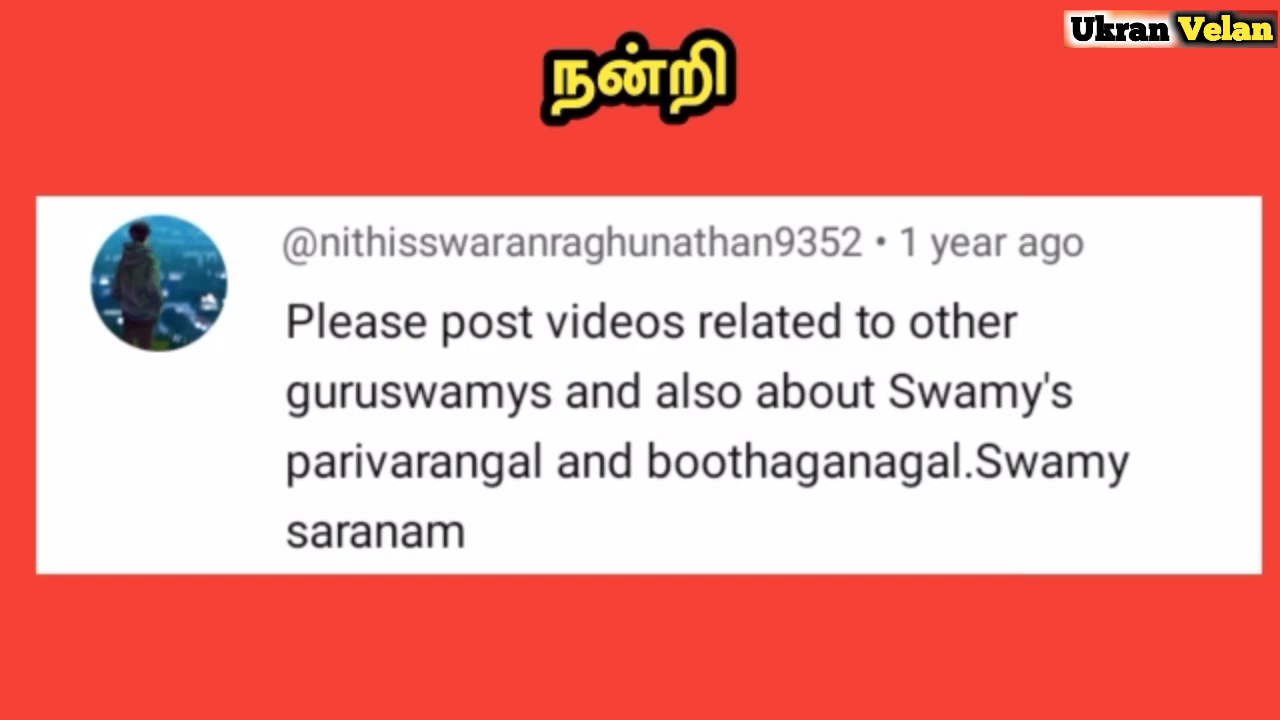 Ukran Velan
நன்றி
@nithisswaranraghunathan9352 • 1 year ago
Please post videos related to other
guruswamys and also about Swamy's
parivarangal and boothaganagal.Swamy
saranam